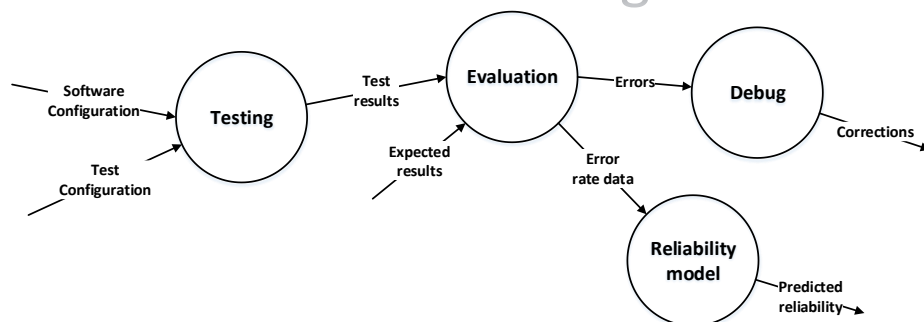 Software
Configuration
Test
Configuration
Testing
Test
results
Expected
results
Evaluation
Errors
Error
rate data
Debug
Corrections
Reliability
model
Predicted
reliability